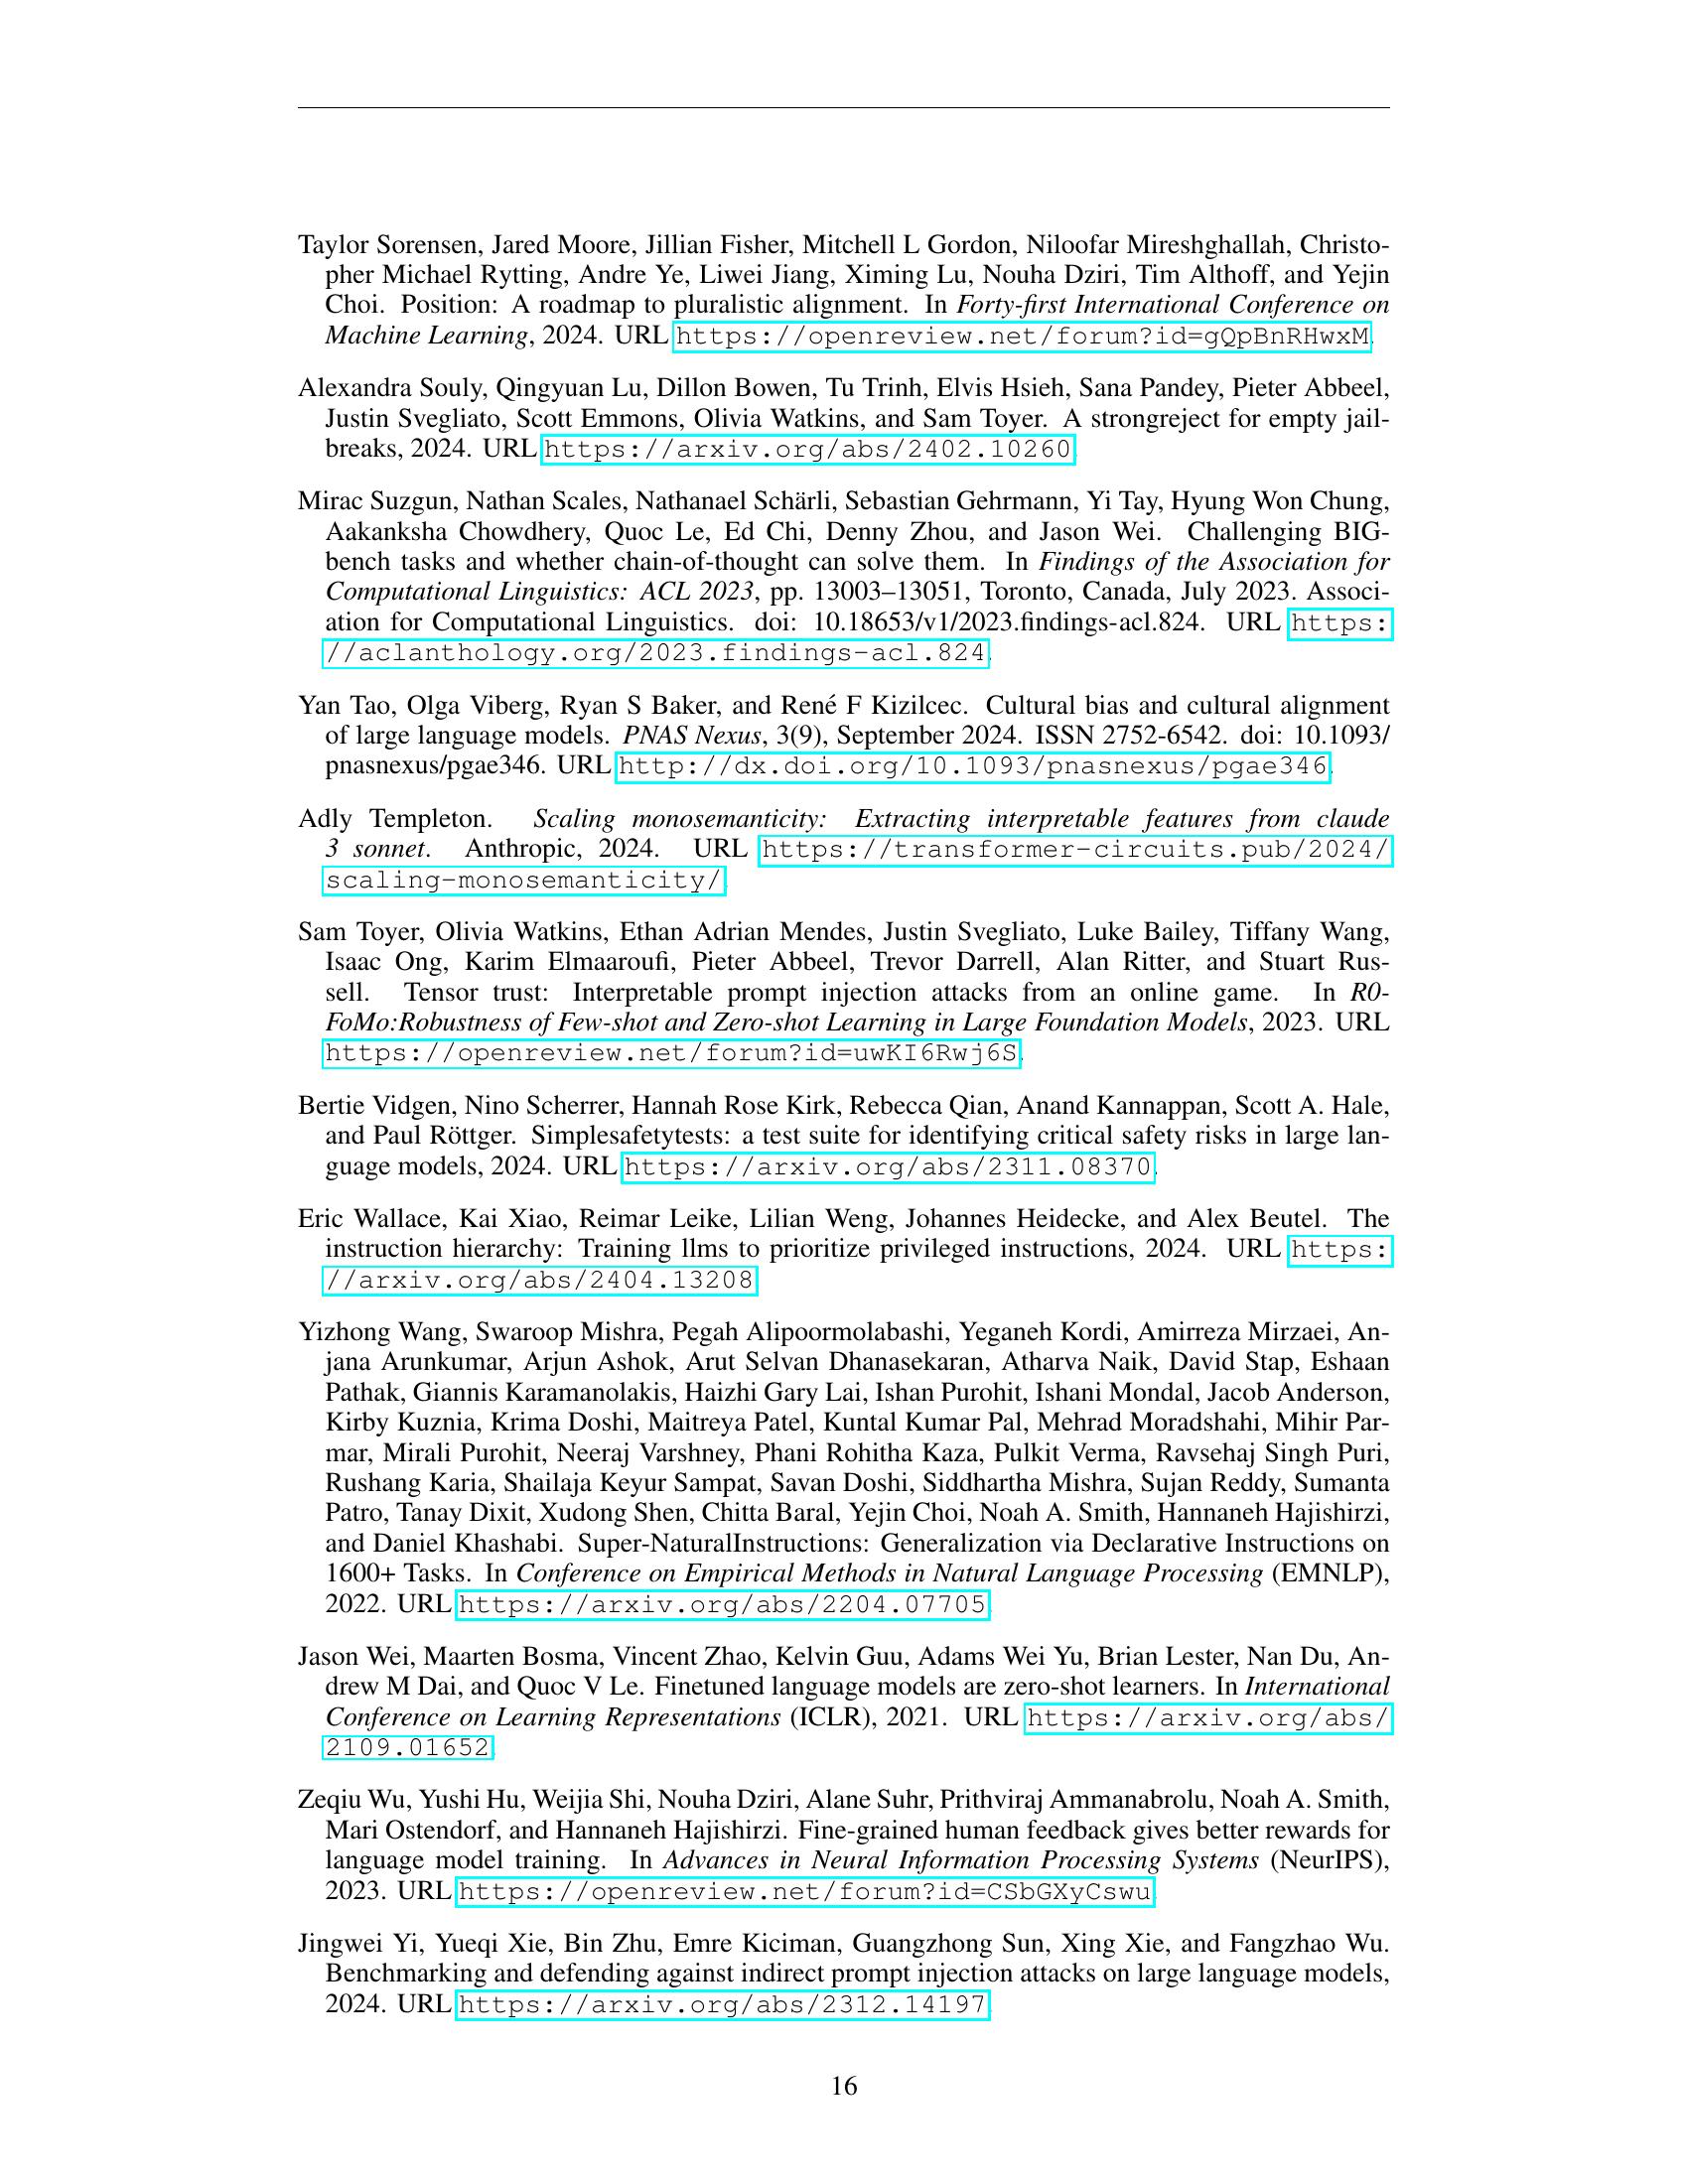 Taylor Sorensen, Jared Moore, Jillian Fisher, Mitchell L Gordon, Niloofar Mireshghallah, Christo-
pher Michael Rytting, Andre Ye, Liwei Jiang, Ximing Lu, Nouha Dziri, Tim Althoff, and Yejin
Choi. Position: A roadmap to pluralistic alignment. In Forty-first International Conference on
Machine Learning, 2024. URL https://openreview.net/forum?id=gQpBnRHwxM.
Alexandra Souly, Qingyuan Lu, Dillon Bowen, Tu Trinh, Elvis Hsieh, Sana Pandey, Pieter Abbeel,
Justin Svegliato, Scott Emmons, Olivia Watkins, and Sam Toyer. A strongreject for empty jail-
breaks, 2024. URL https://arxiv.org/abs/2402.10260.
Mirac Suzgun, Nathan Scales, Nathanael Schärli, Sebastian Gehrmann, Yi Tay, Hyung Won Chung,
Aakanksha Chowdhery, Quoc Le, Ed Chi, Denny Zhou, and Jason Wei. Challenging BIG-
bench tasks and whether chain-of-thought can solve them. In Findings of the Association for
Computational Linguistics: ACL 2023, pp. 13003–13051, Toronto, Canada, July 2023. Associ-
ation for Computational Linguistics. doi: 10.18653/v1/2023.findings-acl.824. URL https:
//aclanthology.org/2023.findings-acl.824.
Yan Tao, Olga Viberg, Ryan S Baker, and René F Kizilcec. Cultural bias and cultural alignment
of large language models. PNAS Nexus, 3(9), September 2024. ISSN 2752-6542. doi: 10.1093/
pnasnexus/pgae346. URL http://dx.doi.org/10.1093/pnasnexus/pgae346.
Adly Templeton. Scaling monosemanticity: Extracting interpretable features from claude
3 sonnet. Anthropic, 2024. URL https://transformer-circuits.pub/2024/
scaling-monosemanticity/.
Sam Toyer, Olivia Watkins, Ethan Adrian Mendes, Justin Svegliato, Luke Bailey, Tiffany Wang,
Isaac Ong, Karim Elmaaroufi, Pieter Abbeel, Trevor Darrell, Alan Ritter, and Stuart Rus-
sell. Tensor trust: Interpretable prompt injection attacks from an online game. In R0-
FoMo:Robustness of Few-shot and Zero-shot Learning in Large Foundation Models, 2023. URL
https://openreview.net/forum?id=uwKI6Rwj6S.
Bertie Vidgen, Nino Scherrer, Hannah Rose Kirk, Rebecca Qian, Anand Kannappan, Scott A. Hale,
and Paul Röttger. Simplesafetytests: a test suite for identifying critical safety risks in large lan-
guage models, 2024. URL https://arxiv.org/abs/2311.08370.
Eric Wallace, Kai Xiao, Reimar Leike, Lilian Weng, Johannes Heidecke, and Alex Beutel. The
instruction hierarchy: Training llms to prioritize privileged instructions, 2024. URL https:
//arxiv.org/abs/2404.13208.
Yizhong Wang, Swaroop Mishra, Pegah Alipoormolabashi, Yeganeh Kordi, Amirreza Mirzaei, An-
jana Arunkumar, Arjun Ashok, Arut Selvan Dhanasekaran, Atharva Naik, David Stap, Eshaan
Pathak, Giannis Karamanolakis, Haizhi Gary Lai, Ishan Purohit, Ishani Mondal, Jacob Anderson,
Kirby Kuznia, Krima Doshi, Maitreya Patel, Kuntal Kumar Pal, Mehrad Moradshahi, Mihir Par-
mar, Mirali Purohit, Neeraj Varshney, Phani Rohitha Kaza, Pulkit Verma, Ravsehaj Singh Puri,
Rushang Karia, Shailaja Keyur Sampat, Savan Doshi, Siddhartha Mishra, Sujan Reddy, Sumanta
Patro, Tanay Dixit, Xudong Shen, Chitta Baral, Yejin Choi, Noah A. Smith, Hannaneh Hajishirzi,
and Daniel Khashabi. Super-NaturalInstructions: Generalization via Declarative Instructions on
1600+ Tasks. In Conference on Empirical Methods in Natural Language Processing (EMNLP),
2022. URL https://arxiv.org/abs/2204.07705.
Jason Wei, Maarten Bosma, Vincent Zhao, Kelvin Guu, Adams Wei Yu, Brian Lester, Nan Du, An-
drew M Dai, and Quoc V Le. Finetuned language models are zero-shot learners. In International
Conference on Learning Representations (ICLR), 2021. URL https://arxiv.org/abs/
2109.01652.
Zeqiu Wu, Yushi Hu, Weijia Shi, Nouha Dziri, Alane Suhr, Prithviraj Ammanabrolu, Noah A. Smith,
Mari Ostendorf, and Hannaneh Hajishirzi. Fine-grained human feedback gives better rewards for
language model training. In Advances in Neural Information Processing Systems (NeurIPS),
2023. URL https://openreview.net/forum?id=CSbGXyCswu.
Jingwei Yi, Yueqi Xie, Bin Zhu, Emre Kiciman, Guangzhong Sun, Xing Xie, and Fangzhao Wu.
Benchmarking and defending against indirect prompt injection attacks on large language models,
2024. URL https://arxiv.org/abs/2312.14197.
16